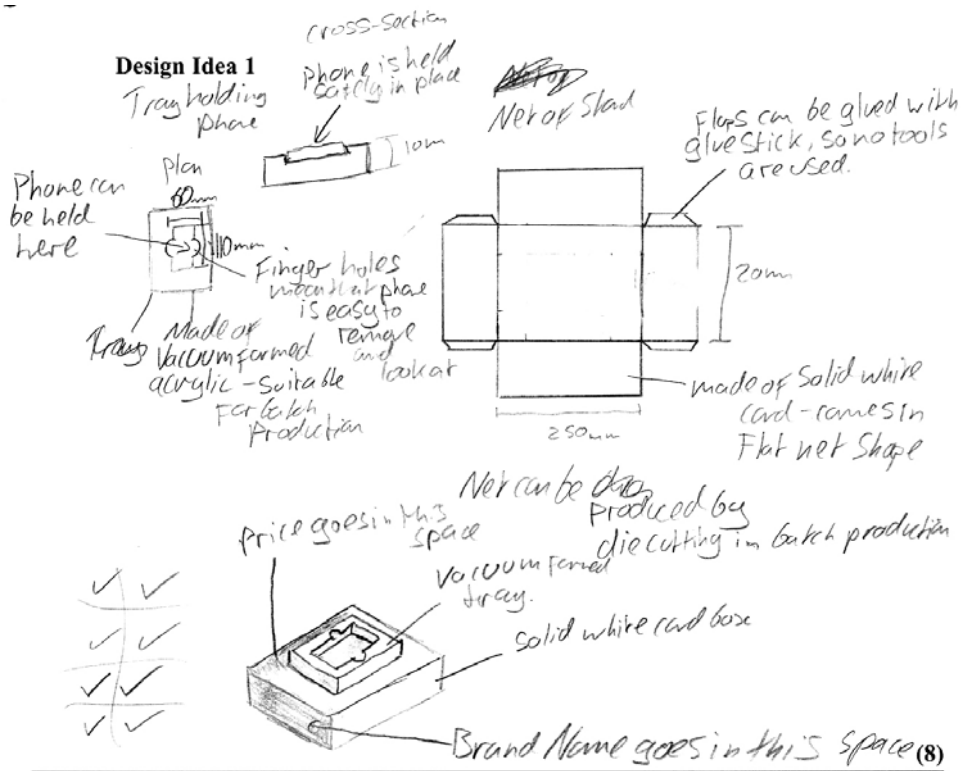 Design Idea 1
Tray holding
phone
cross-section
Phone is held
safely in place
10mm
Plan
60mm
110mm
Phone can
be held
here
Finger holes
mean that phone
is easy to
remove
and
look at
Tray
Made of
vacuum formed
acrylic - suitable
For batch
Production
Net of Stand
Flaps can be glued with
glue stick, so no tools
are used.
20mm
250mm
made of Solid white
card - comes in
Flat net Shape
Net can be
produced by
die cutting in batch production
Price goes in this
space
Vacuum formed
tray.
Solid white card box
Brand Name goes in this space (8)